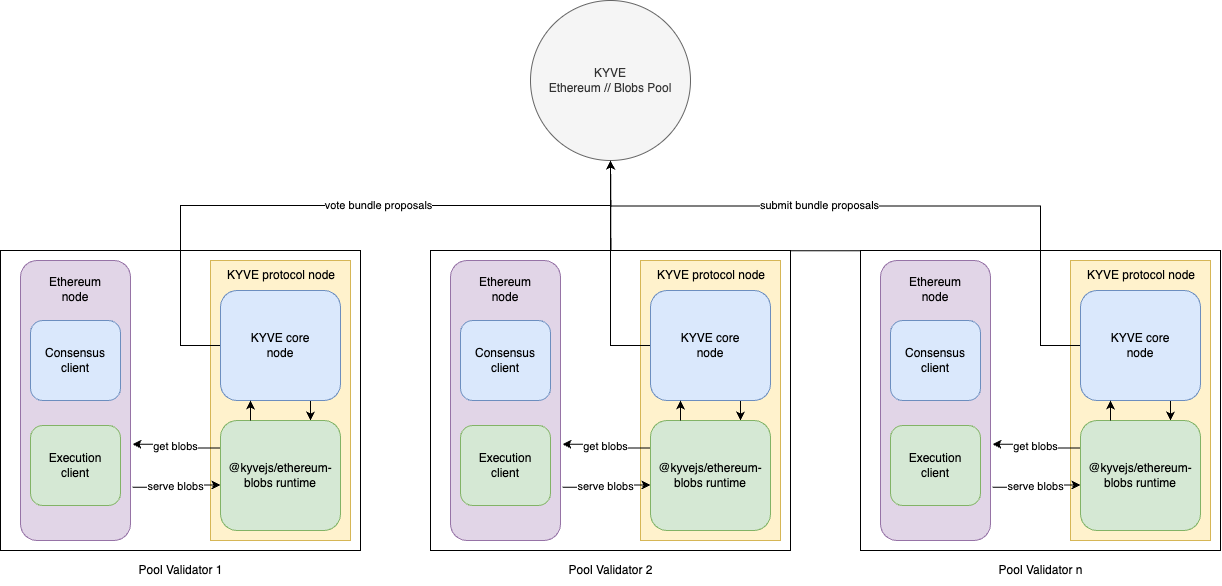 KYVE
Ethereum // Blobs Pool
vote bundle proposals
submit bundle proposals
Ethereum
node
Consensus
client
Execution
client
KYVE protocol node
KYVE core
node
get blobs
serve blobs
@kyvejs/ethereum-
blobs runtime
Pool Validator 1
Ethereum
node
Consensus
client
Execution
client
KYVE protocol node
KYVE core
node
get blobs
serve blobs
@kyvejs/ethereum-
blobs runtime
Pool Validator 2
Ethereum
node
Consensus
client
Execution
client
KYVE protocol node
KYVE core
node
get blobs
serve blobs
@kyvejs/ethereum-
blobs runtime
Pool Validator n